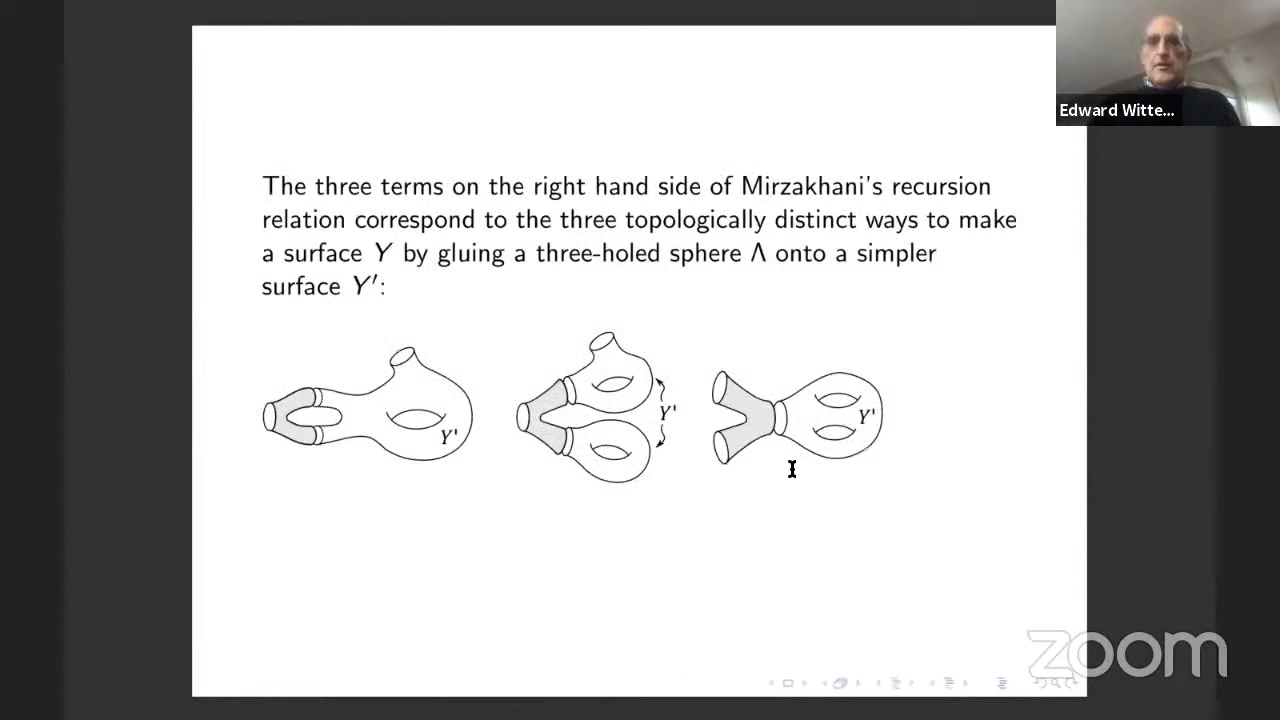 Edward Witte...
The three terms on the right hand side of Mirzakhani's recursion
relation correspond to the three topologically distinct ways to make
a surface Y by gluing a three-holed sphere Λ onto a simpler
surface Y′:
Y'
Y'
Y'
zoom